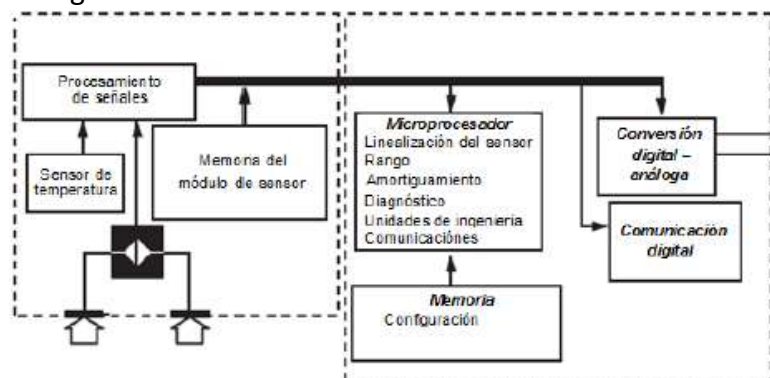 Procesamiento
de señales
Sensor de
temperatura
Memoria del
módulo de sensor
Microprocesador
Linealización del sensor
Rango
Amortiguamiento
Diagnóstico
Unidades de ingeniería
Comunicaciónes
Memoria
Configuración
Conversión
digital –
análoga
Comunicación
digital